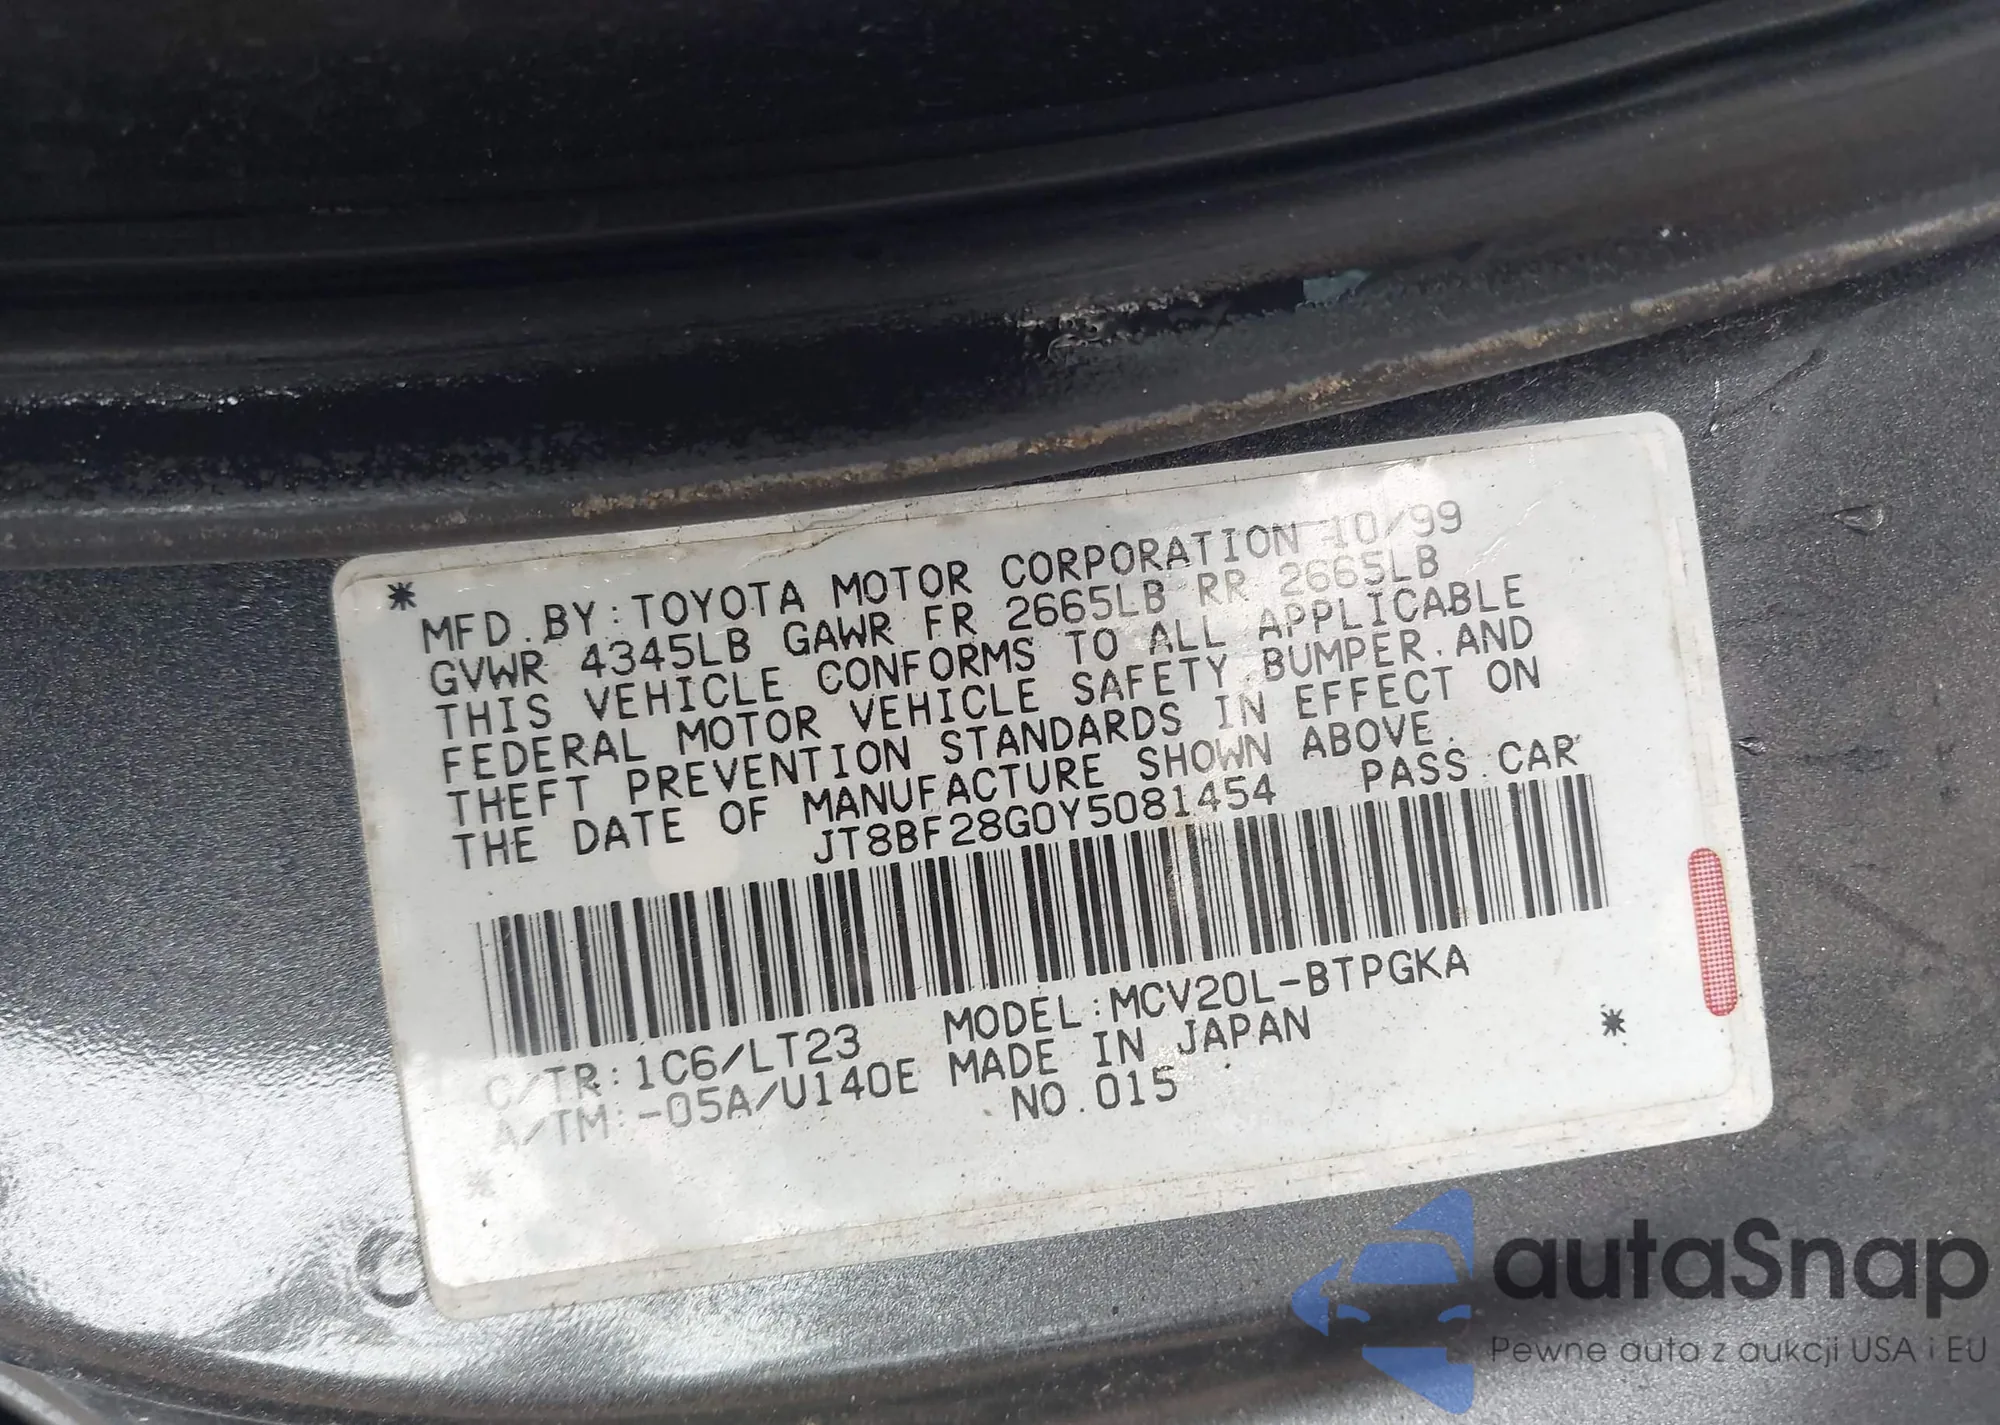 MFD.BY:TOYOTA MOTOR CORPORATION 10/99
GVWR 4345LB GAWR FR 2665LB RR 2665LB
THIS VEHICLE CONFORMS TO ALL APPLICABLE
FEDERAL MOTOR VEHICLE SAFETY.BUMPER.AND
THEFT PREVENTION STANDARDS IN EFFECT ON
THE DATE OF MANUFACTURE SHOWN ABOVE.
JT8BF28G0Y5081454 PASS.CAR
C/TR:1C6/LT23 MODEL:MCV20L-BTPGKA
A/TM:-05A/U140E MADE IN JAPAN
NO.015
autaSnap
Pewne auta z aukcji USA i EU